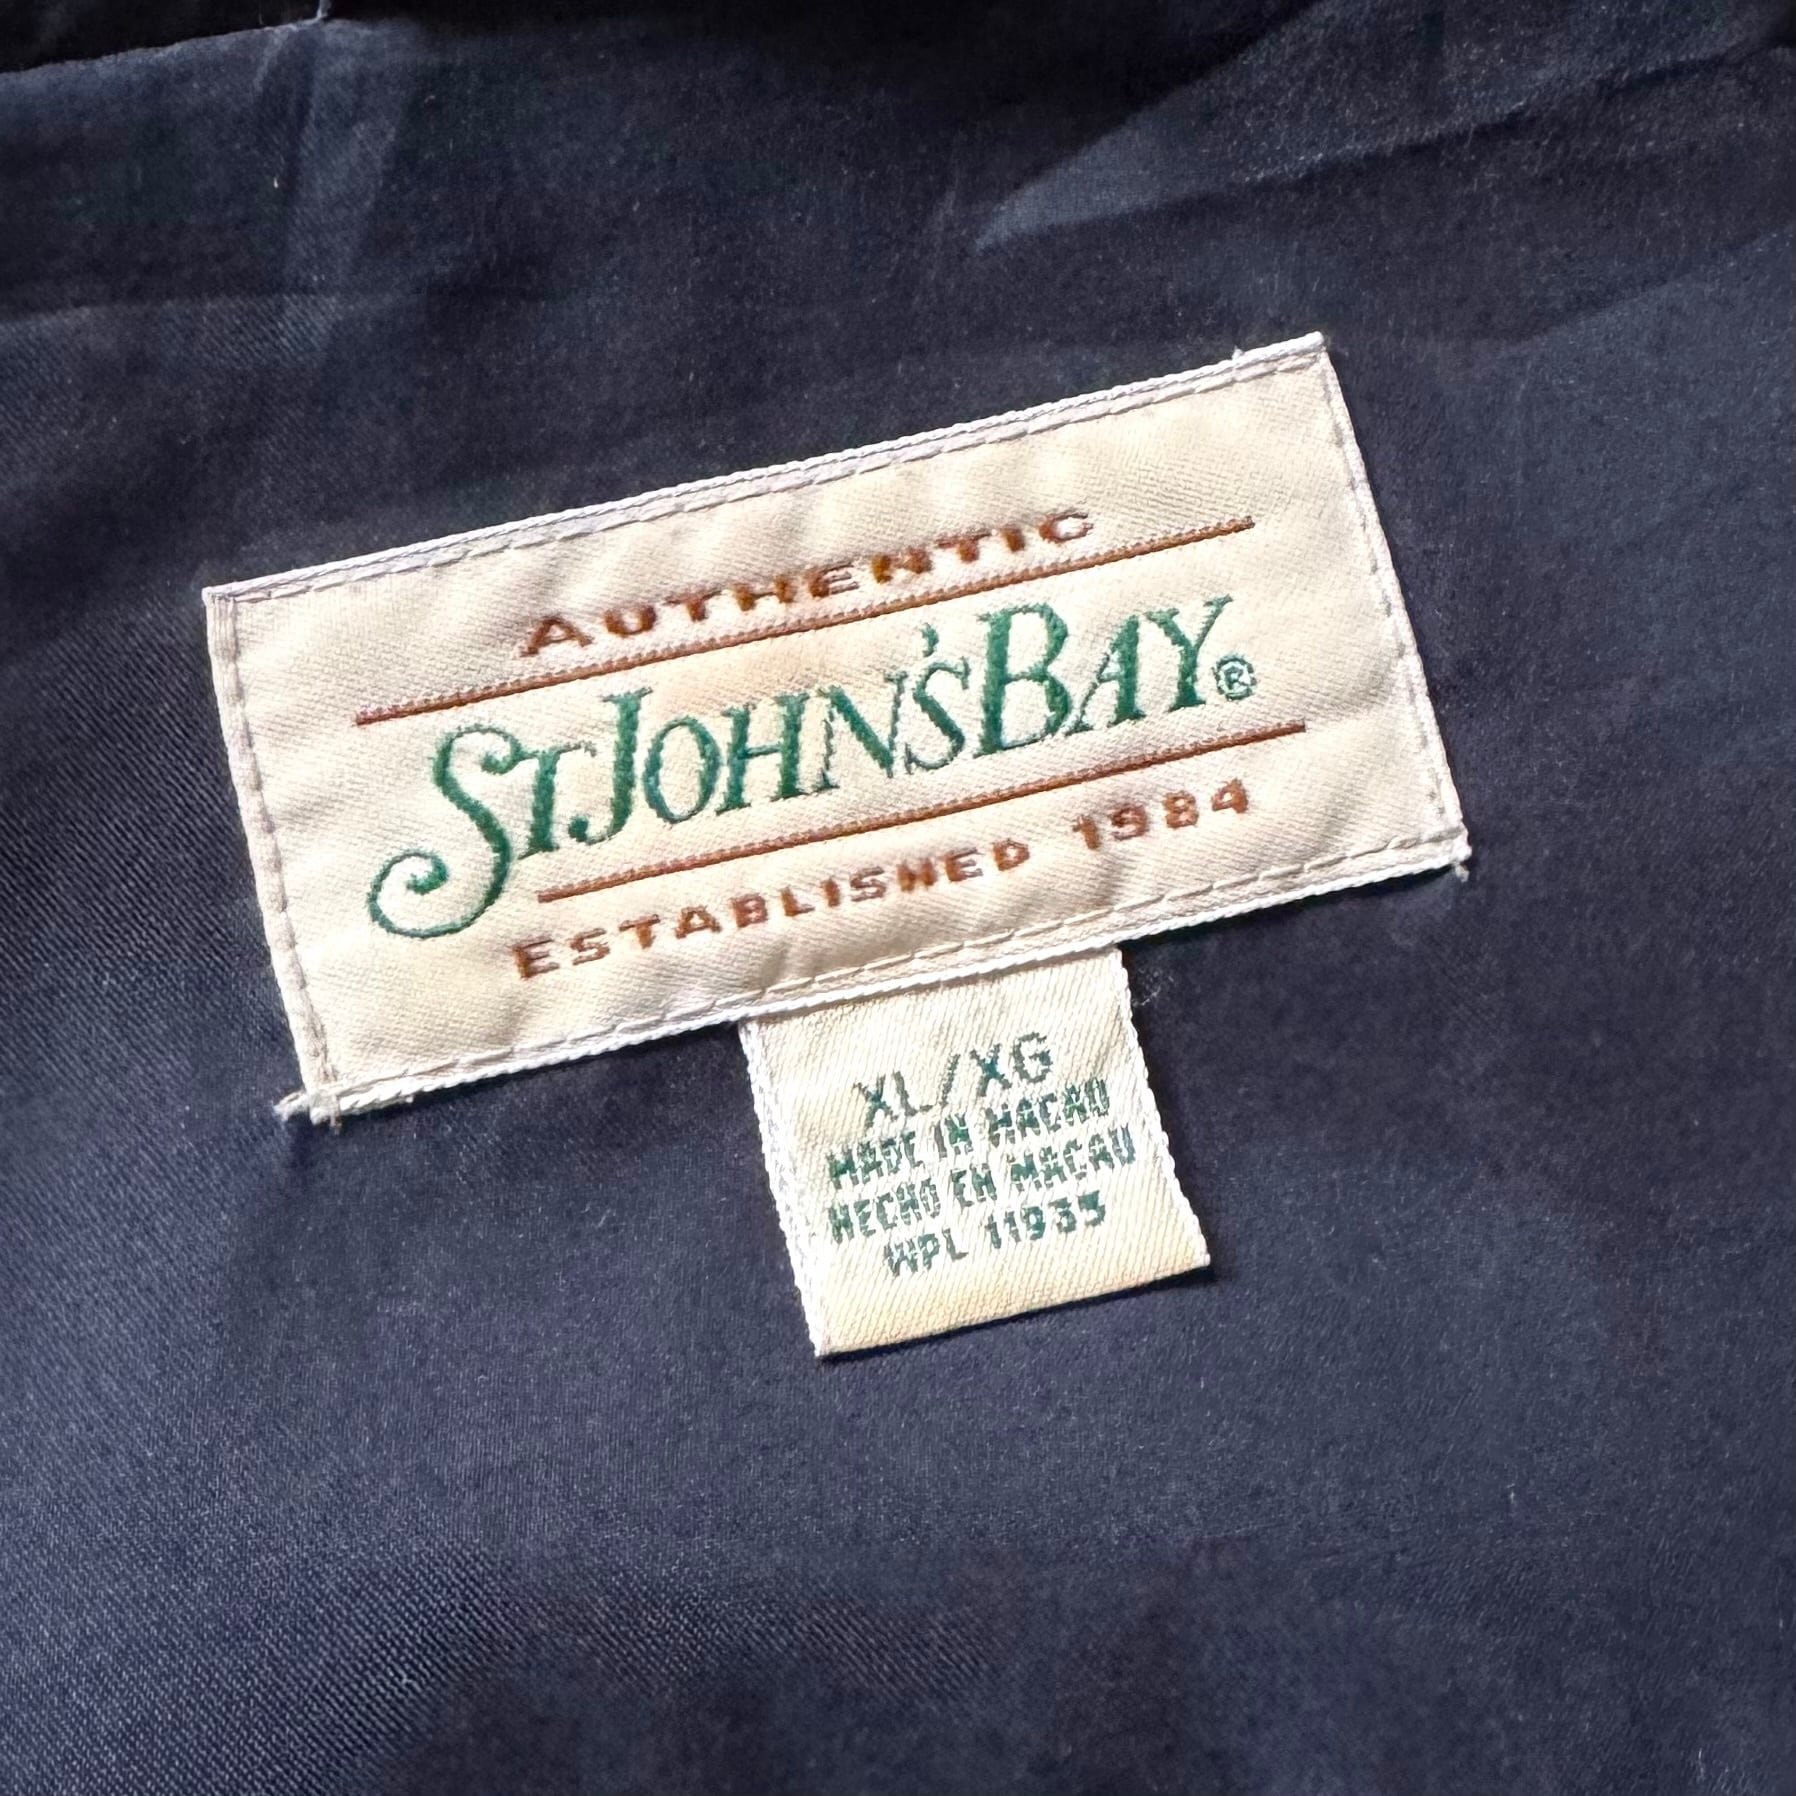 AUTHENTIC
ST JOHN'S BAY®
ESTABLISHED 1984
XL/XG
MADE IN MACAU
HECHO EN MACAU
WPL 11935